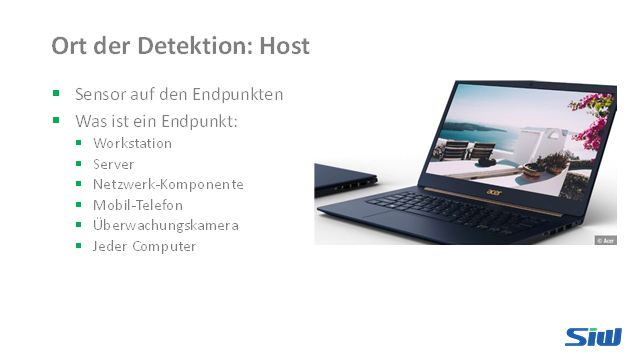 Ort der Detektion: Host
Sensor auf den Endpunkten
Was ist ein Endpunkt:
Workstation
Server
Netzwerk-Komponente
Mobil-Telefon
Überwachungskamera
Jeder Computer
acer
© Acer
SiW